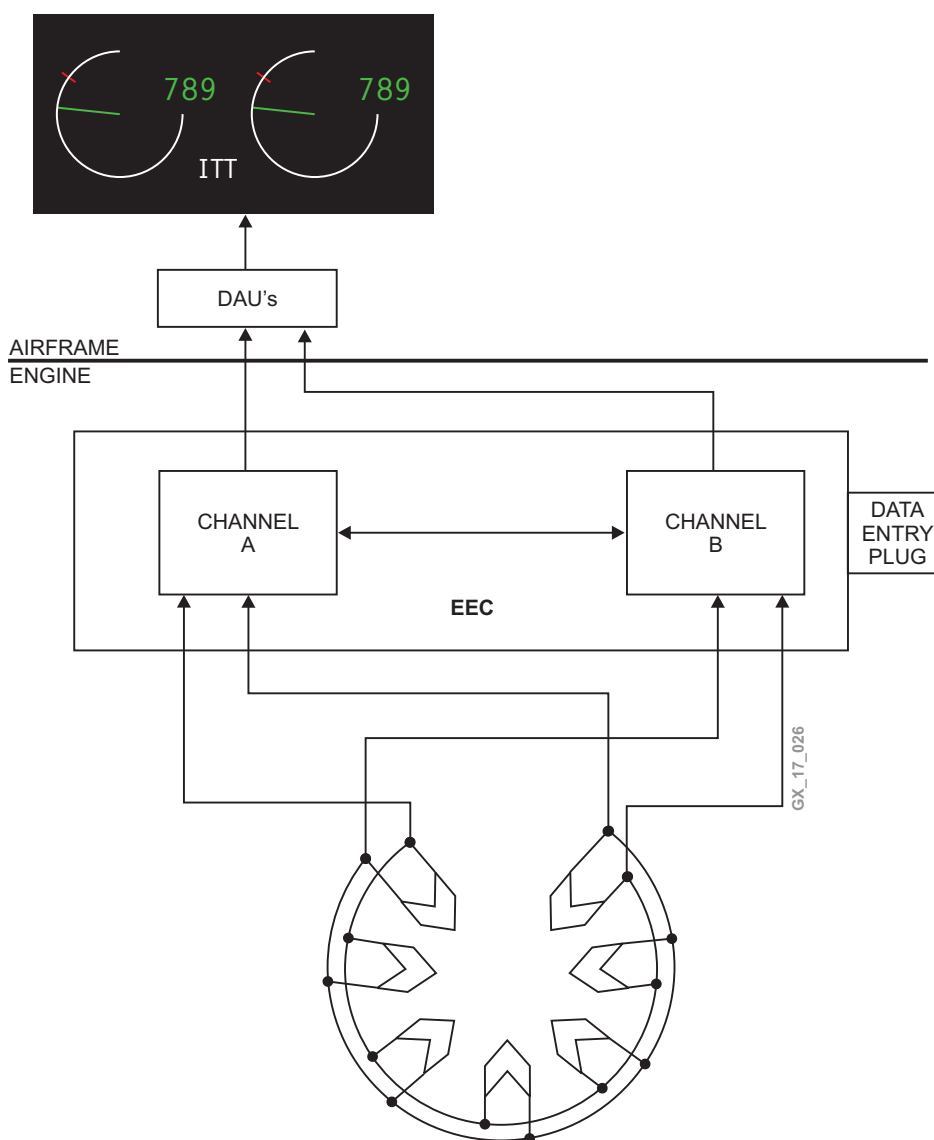 789 789
ITT
DAU's
AIRFRAME
ENGINE
CHANNEL
A
CHANNEL
B
DATA
ENTRY
PLUG
EEC
GX_17_026